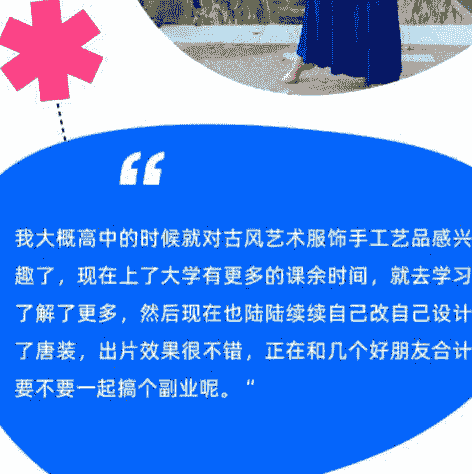 “
我大概高中的时候就对古风艺术服饰手工艺品感兴
趣了，现在上了大学有更多的课余时间，就去学习
了解了更多，然后现在也陆陆续续自己改自己设计
了唐装，出片效果很不错，正在和几个好朋友合计
要不要一起搞个副业呢。“